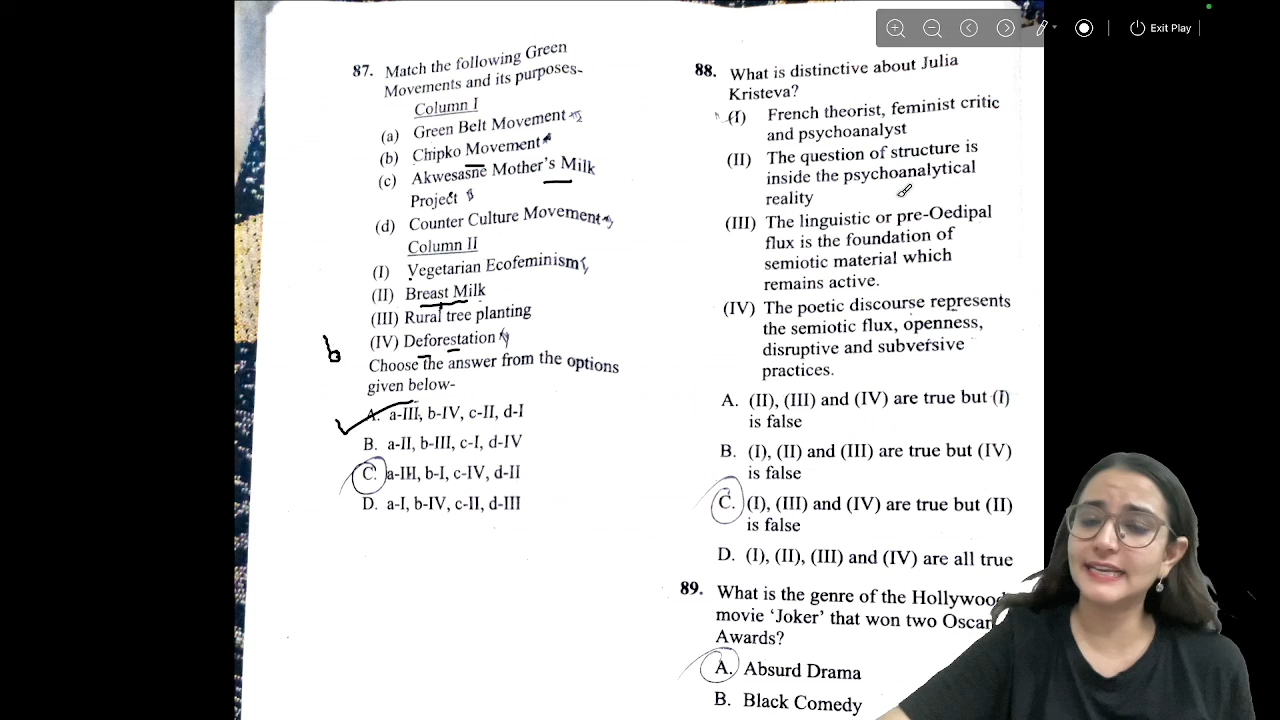 Exit Play
87. Match the following Green
Movements and its purposes-
Column I
(a) Green Belt Movement
(b) Chipko Movement
(c) Akwesasne Mother's Milk
Project
(d) Counter Culture Movement
Column II
(I) Vegetarian Ecofeminism
(II) Breast Milk
(III) Rural tree planting
(IV) Deforestation
b
Choose the answer from the options
given below-
A. a-III, b-IV, c-II, d-I
B. a-II, b-III, c-I, d-IV
C. a-III, b-I, c-IV, d-II
D. a-I, b-IV, c-II, d-III
88. What is distinctive about Julia
Kristeva?
(I) French theorist, feminist critic
and psychoanalyst
(II) The question of structure is
inside the psychoanalytical
reality
(III) The linguistic or pre-Oedipal
flux is the foundation of
semiotic material which
remains active.
(IV) The poetic discourse represents
the semiotic flux, openness,
disruptive and subversive
practices.
A. (II), (III) and (IV) are true but (I)
is false
B. (I), (II) and (III) are true but (IV)
is false
C. (I), (III) and (IV) are true but (II)
is false
D. (I), (II), (III) and (IV) are all true
89. What is the genre of the Hollywood
movie 'Joker' that won two Oscar
Awards?
A. Absurd Drama
B. Black Comedy